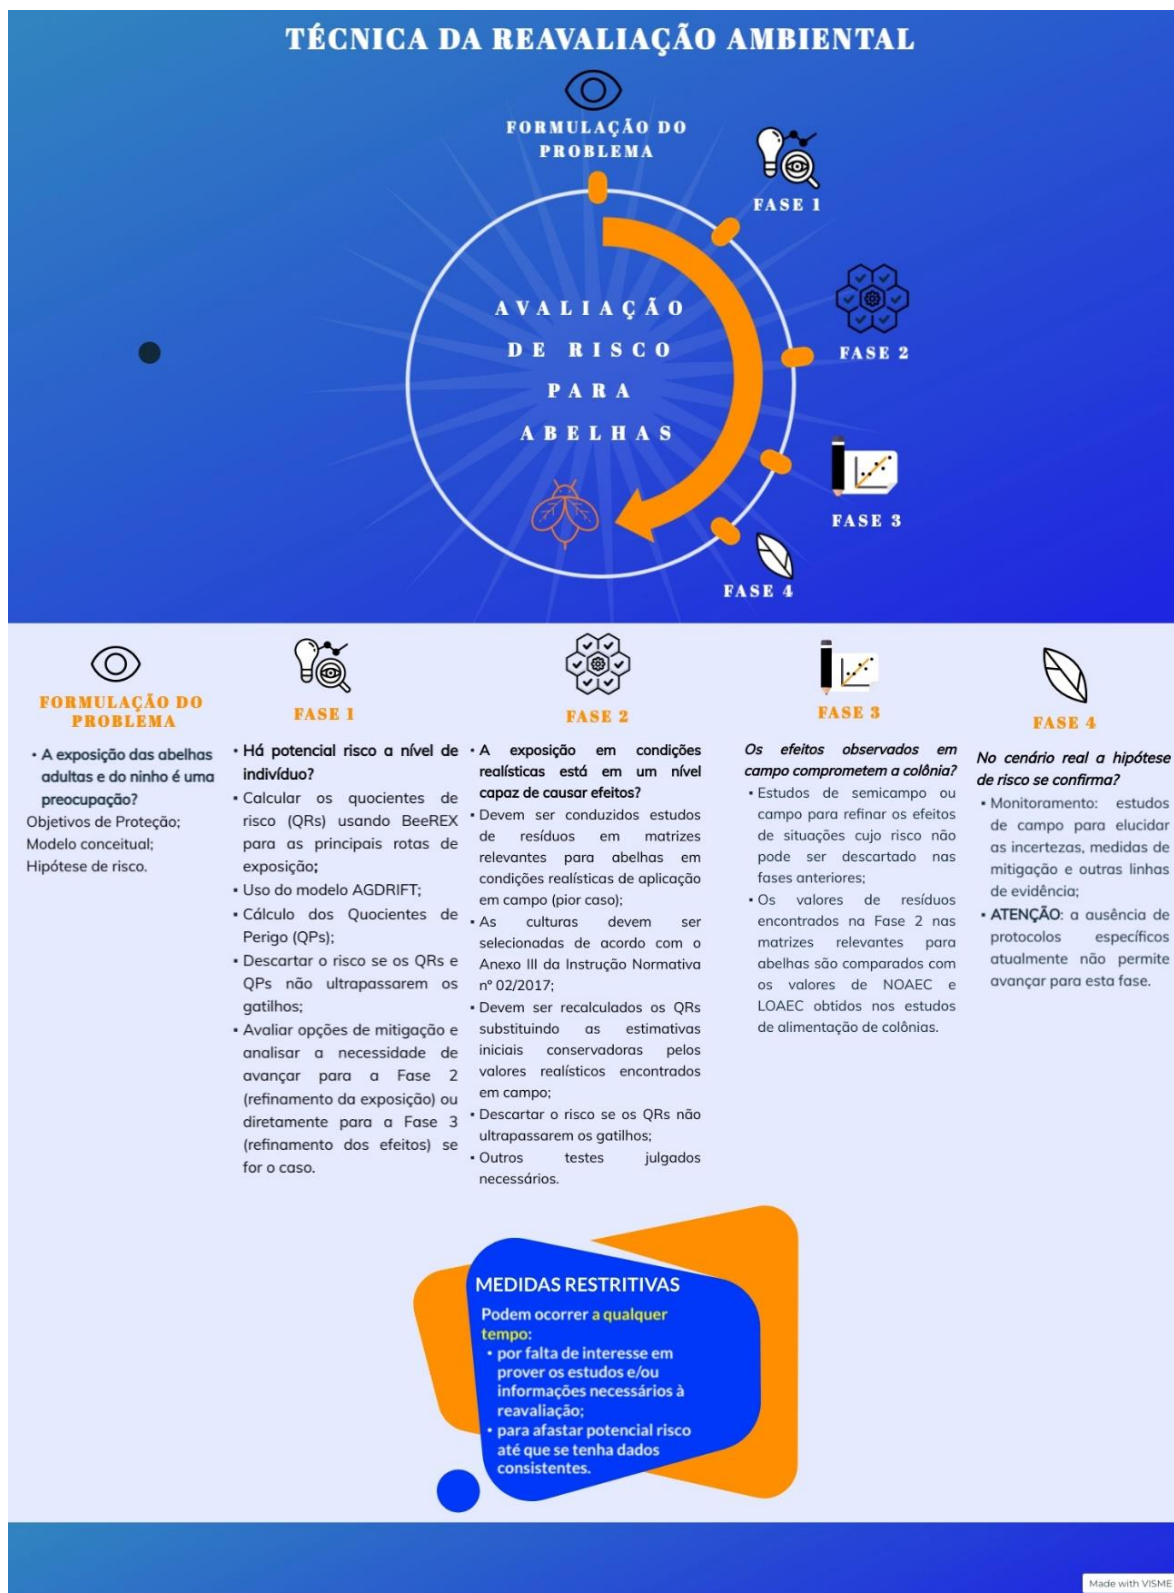 TÉCNICA DA REAVALIAÇÃO AMBIENTAL
FORMULAÇÃO DO
PROBLEMA
FASE 1
FASE 2
FASE 3
FASE 4
AVALIAÇÃO
DE RISCO
PARA
ABELHAS
FORMULAÇÃO DO
PROBLEMA
• A exposição das abelhas
adultas e do ninho é uma
preocupação?
Objetivos de Proteção;
Modelo conceitual;
Hipótese de risco.
FASE 1
• Há potencial risco a nível de
indivíduo?
▪ Calcular os quocientes de
risco (QRs) usando BeeREX
para as principais rotas de
exposição;
▪ Uso do modelo AGDRIFT;
▪ Cálculo dos Quocientes de
Perigo (QPs);
▪ Descartar o risco se os QRs e
QPs não ultrapassarem os
gatilhos;
▪ Avaliar opções de mitigação e
analisar a necessidade de
avançar para a Fase 2
(refinamento da exposição) ou
diretamente para a Fase 3
(refinamento dos efeitos) se
for o caso.
FASE 2
• A exposição em condições
realísticas está em um nível
capaz de causar efeitos?
▪ Devem ser conduzidos estudos
de resíduos em matrizes
relevantes para abelhas em
condições realísticas de aplicação
em campo (pior caso);
▪ As culturas devem ser
selecionadas de acordo com o
Anexo III da Instrução Normativa
nº 02/2017;
▪ Devem ser recalculados os QRs
substituindo as estimativas
iniciais conservadoras pelos
valores realísticos encontrados
em campo;
▪ Descartar o risco se os QRs não
ultrapassarem os gatilhos;
▪ Outros testes julgados
necessários.
FASE 3
Os efeitos observados em
campo comprometem a colônia?
▪ Estudos de semicampo ou
campo para refinar os efeitos
de situações cujo risco não
pode ser descartado nas
fases anteriores;
▪ Os valores de resíduos
encontrados na Fase 2 nas
matrizes relevantes para
abelhas são comparados com
os valores de NOAEC e
LOAEC obtidos nos estudos
de alimentação de colônias.
FASE 4
No cenário real a hipótese
de risco se confirma?
▪ Monitoramento: estudos
de campo para elucidar
as incertezas, medidas de
mitigação e outras linhas
de evidência;
▪ ATENÇÃO: a ausência de
protocolos específicos
atualmente não permite
avançar para esta fase.
MEDIDAS RESTRITIVAS
Podem ocorrer a qualquer
tempo:
• por falta de interesse em
prover os estudos e/ou
informações necessários à
reavaliação;
• para afastar potencial risco
até que se tenha dados
consistentes.
Made with VISME